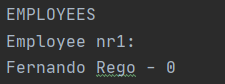 EMPLOYEES
Employee nr1:
Fernando Rego - 0